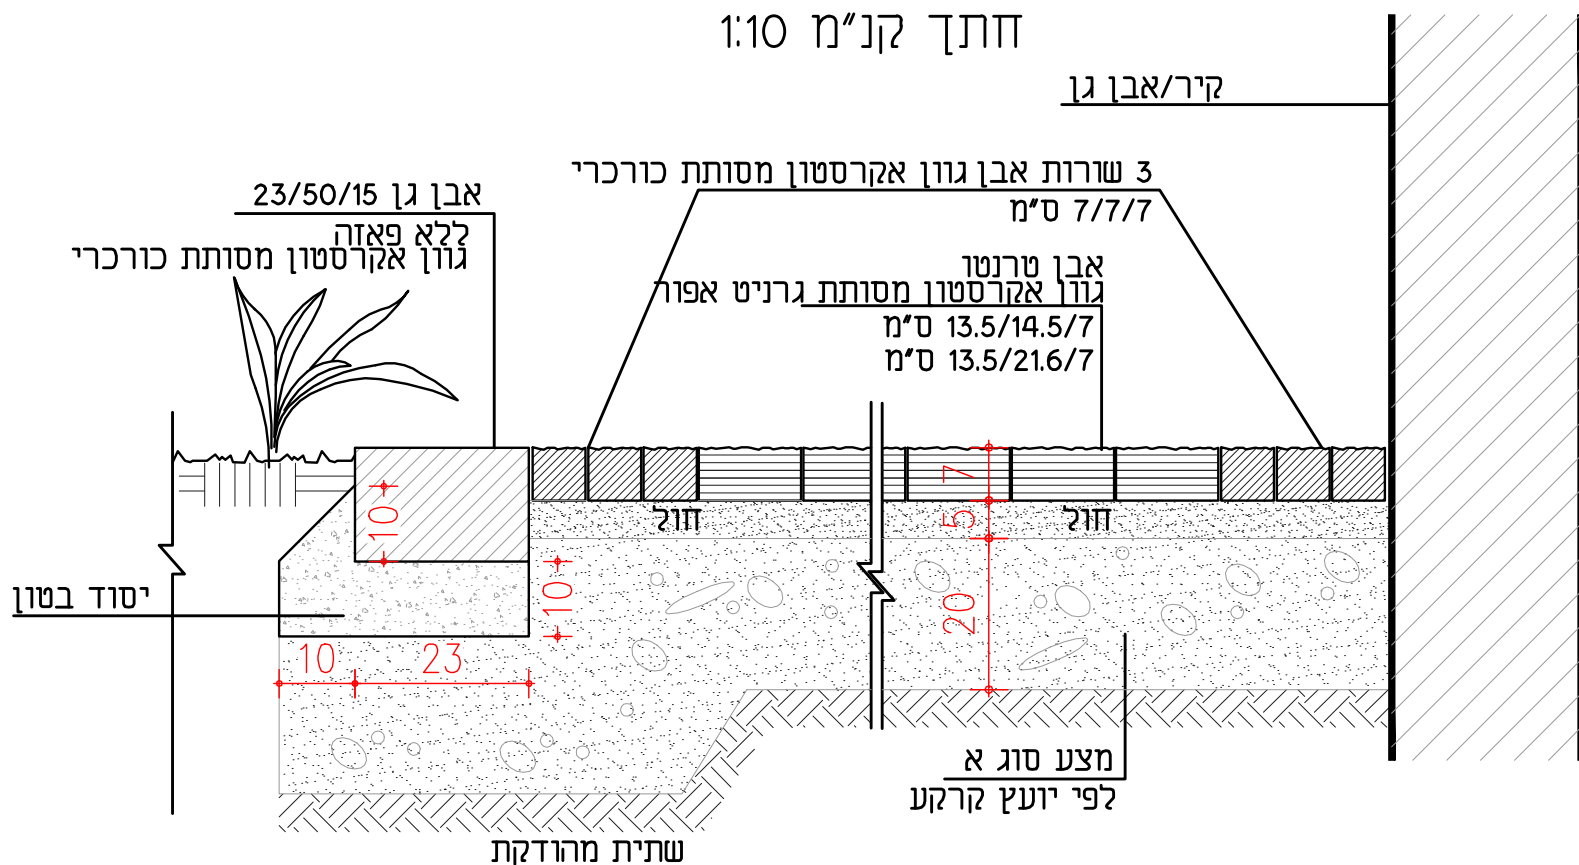 חתך קנ"מ 1:10
קיר/אבן גן
3 שורות אבן גוון אקרסטון מסותת כורכרי
7/7/7 ס"מ
אבן גן 23/50/15
ללא פאזה
גוון אקרסטון מסותת כורכרי
אבן טרנטו
גוון אקרסטון מסותת גרניט אפור
13.5/14.5/7 ס"מ
13.5/21.6/7 ס"מ
7
חול
5
חול
10
יסוד בטון
10
20
10
23
מצע סוג א
לפי יועץ קרקע
שתית מהודקת